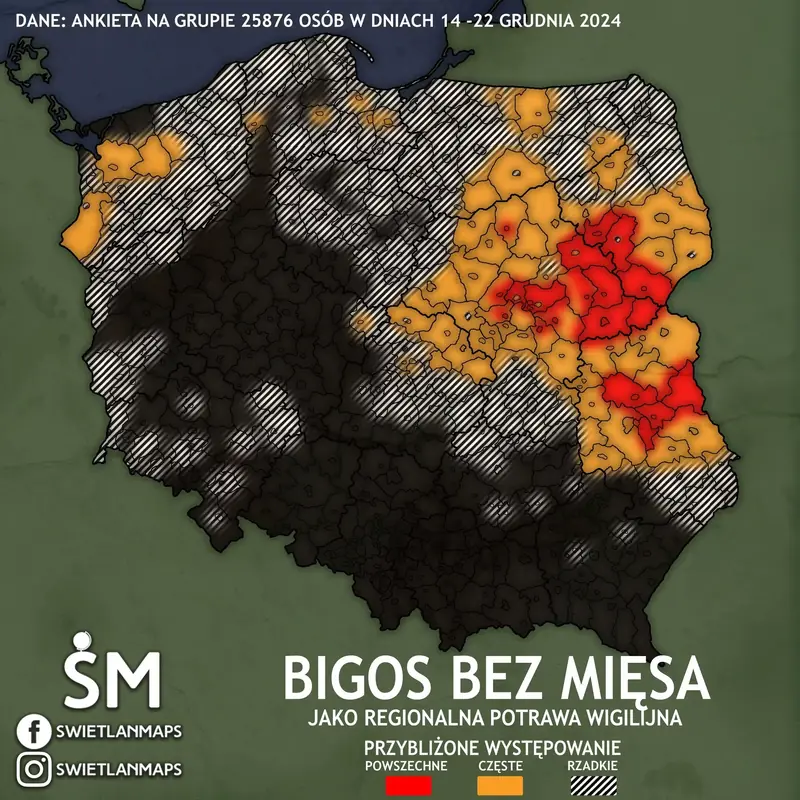 DANE: ANKIETA NA GRUPIE 25876 OSÓB W DNIACH 14 -22 GRUDNIA 2024
ŚM
SWIETLANMAPS
SWIETLANMAPS
BIGOS BEZ MIĘSA
JAKO REGIONALNA POTRAWA WIGILIJNA
PRZYBLIŻONE WYSTĘPOWANIE
POWSZECHNE CZĘSTE RZADKIE